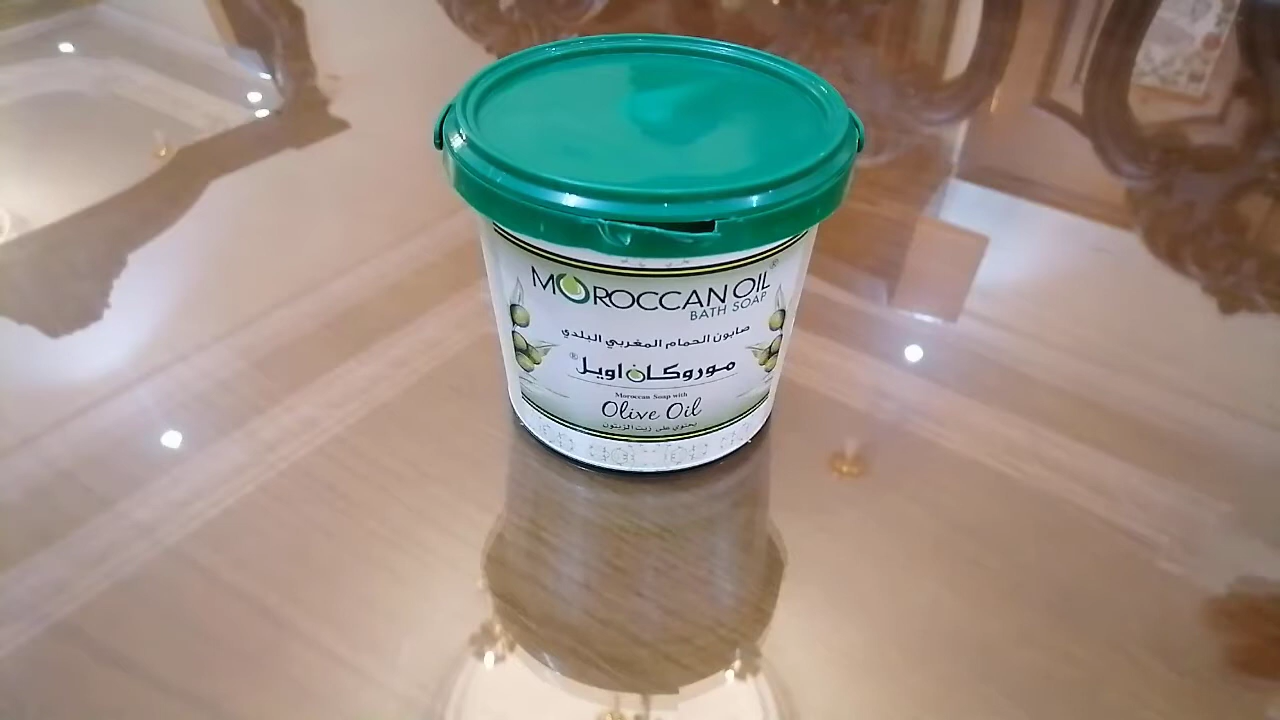 MOROCCAN OIL®
BATH SOAP
صابون الحمام المغربي البلدي
موروكان اويل®
Moroccan Soap with
Olive Oil
يحتوي على زيت الزيتون